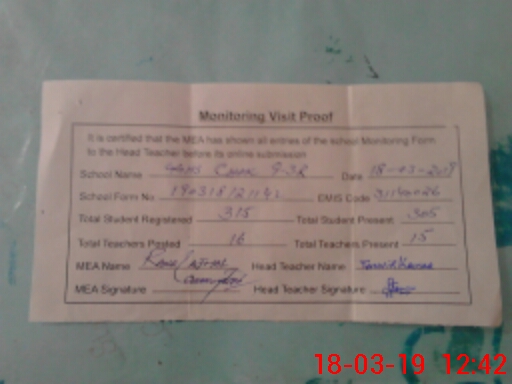 Monitoring Visit Proof
It is certified that the MEA has shown all entries of the school Monitoring Form
to the Head Teacher before its online submission
School Name Chak 9-3R Date 18-03-2019
School Form No EMIS Code
Total Student Registered 315 Total Student Present 305
Total Teachers Posted 16 Total Teachers Present 15
MEA Name Head Teacher Name
MEA Signature Head Teacher Signature
18-03-19 12:42